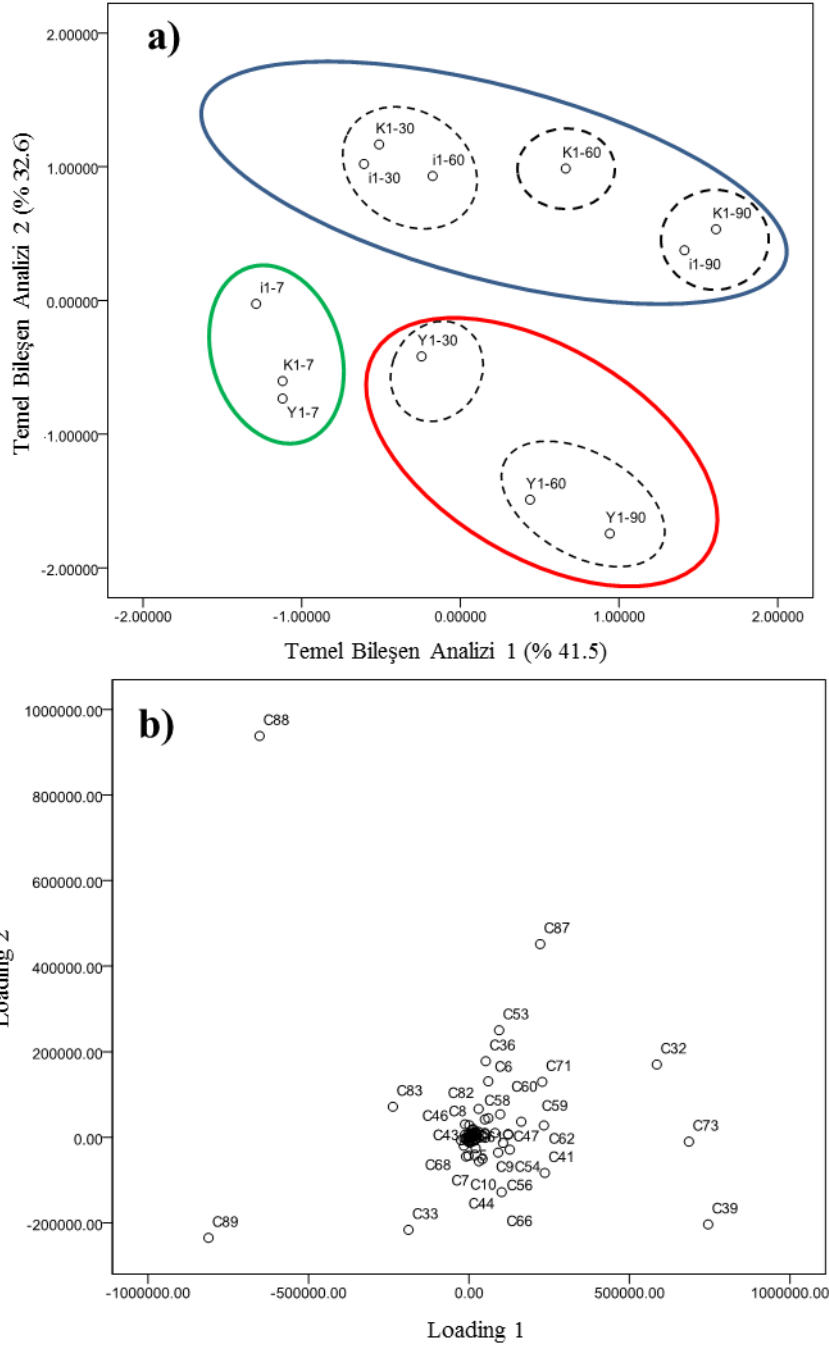 a)
2.00000
1.00000
0.00000
-1.00000
-2.00000
Temel Bileşen Analizi 2 (% 32.6)
K1-30
i1-30
i1-60
K1-60
K1-90
i1-90
i1-7
K1-7
Y1-7
Y1-30
Y1-60
Y1-90
-2.00000 -1.00000 0.00000 1.00000 2.00000
Temel Bileşen Analizi 1 (% 41.5)
b)
1000000.00
800000.00
600000.00
400000.00
200000.00
0.00
-200000.00
Loading 2
C88
C87
C53
C36
C32
C6
C71
C83
C82
C60
C58
C59
C46
C8
C43
C47
C62
C73
C68
C9
C54
C41
C7
C10
C56
C44
C66
C39
C33
C89
-1000000.00 -500000.00 0.00 500000.00 1000000.00
Loading 1